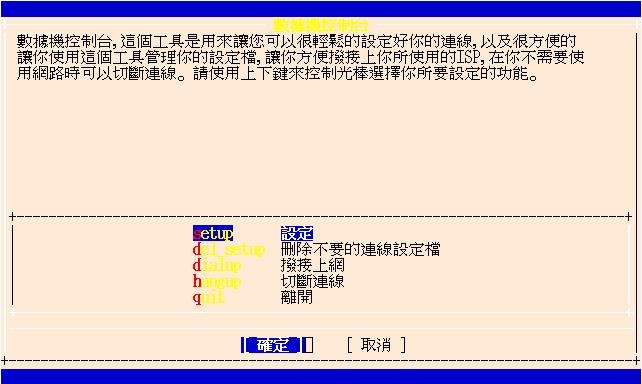 數據機控制台
數據機控制台,這個工具是用來讓您可以很輕鬆的設定好你的連線,以及很方便的
讓你使用這個工具管理你的設定檔,讓你方便撥接上你所使用的ISP,在你不需要使
用網路時可以切斷連線。請使用上下鍵來控制光棒選擇你所要設定的功能。
setup 設定
del_setup 刪除不要的連線設定檔
dialup 撥接上網
hangup 切斷連線
quit 離開
[ 確定 ] [ 取消 ]